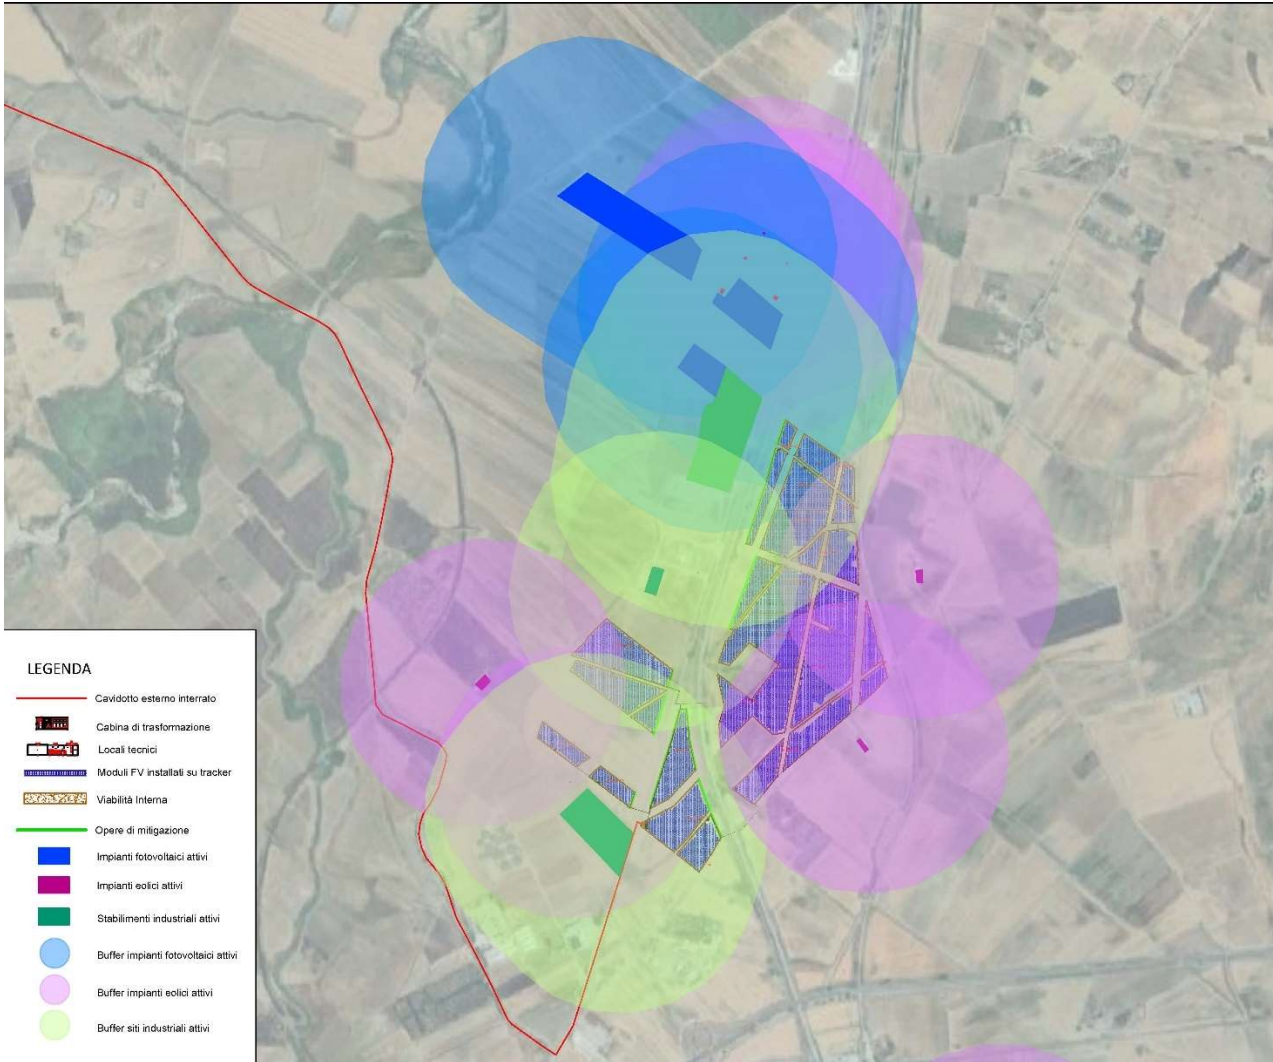 LEGENDA
Cavidotto esterno interrato
Cabina di trasformazione
Locali tecnici
Moduli FV installati su tracker
Viabilità Interna
Opere di mitigazione
Impianti fotovoltaici attivi
Impianti eolici attivi
Stabilimenti industriali attivi
Buffer impianti fotovoltaici attivi
Buffer impianti eolici attivi
Buffer siti industriali attivi